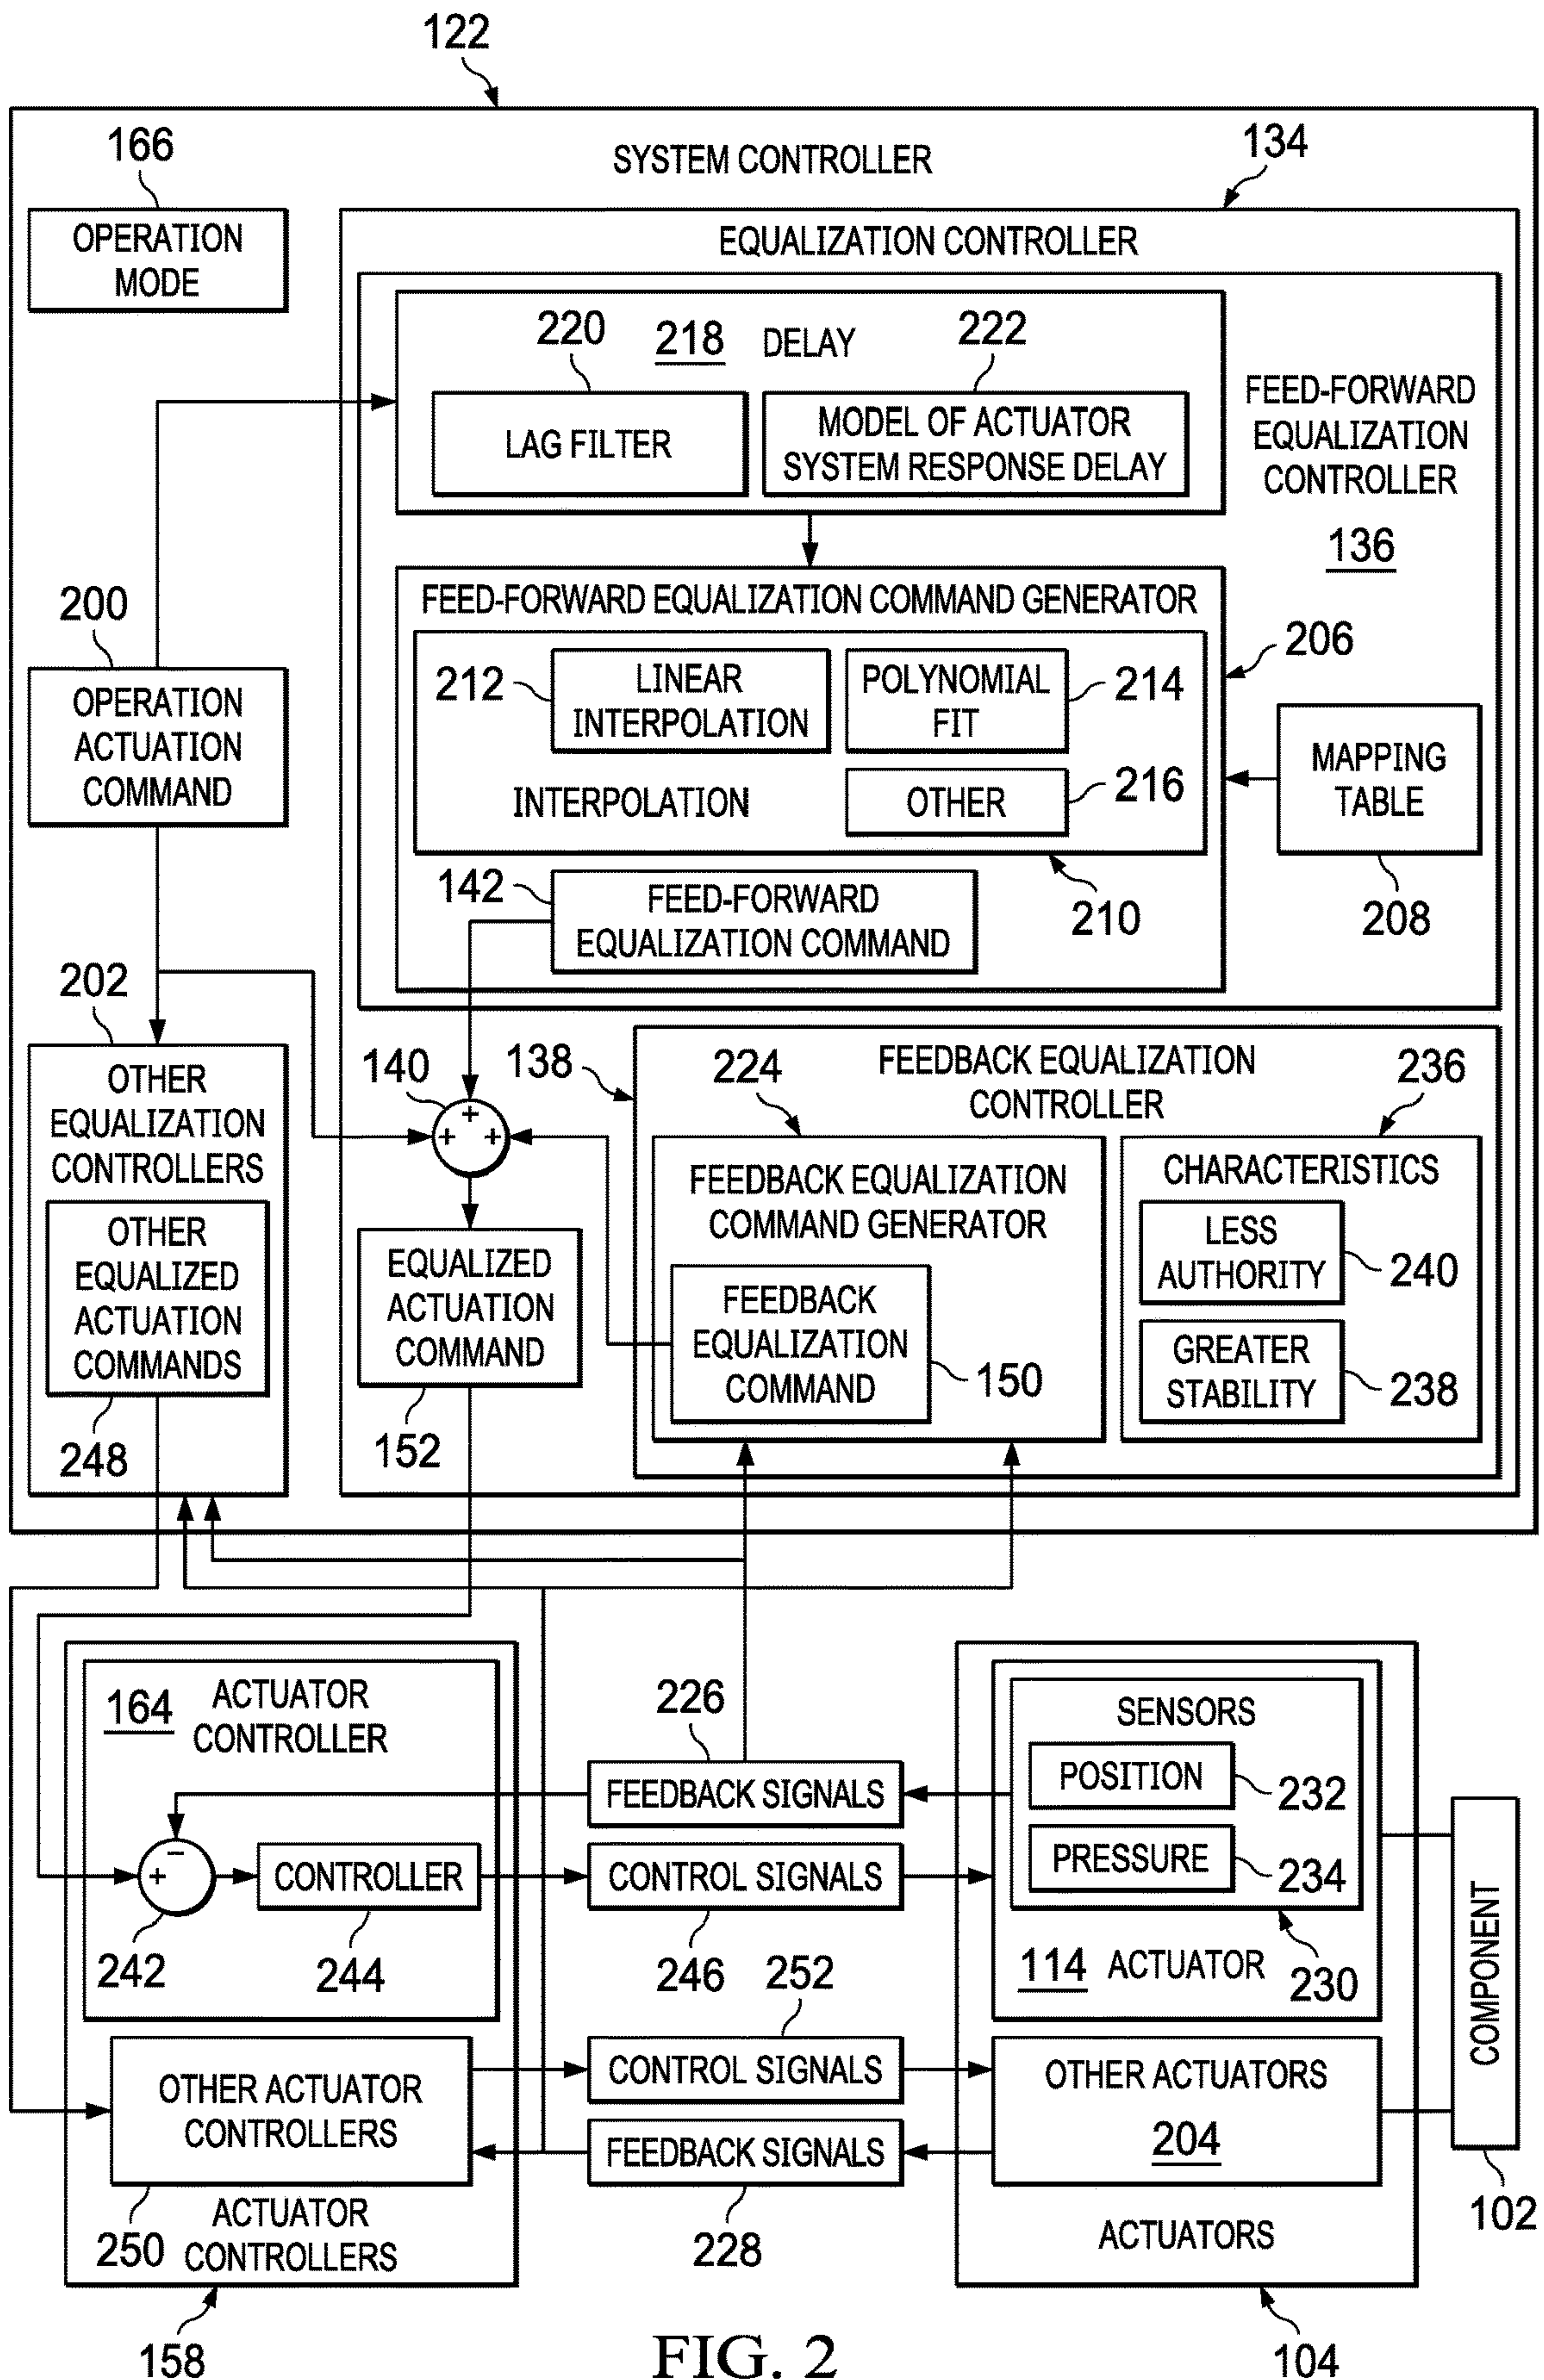 122
SYSTEM CONTROLLER
166
OPERATION
MODE
134
EQUALIZATION CONTROLLER
220
218
DELAY
222
LAG FILTER
MODEL OF ACTUATOR
SYSTEM RESPONSE DELAY
FEED-FORWARD
EQUALIZATION
CONTROLLER
136
200
OPERATION
ACTUATION
COMMAND
FEED-FORWARD EQUALIZATION COMMAND GENERATOR
206
212
LINEAR
INTERPOLATION
POLYNOMIAL
FIT
214
INTERPOLATION
OTHER
216
210
MAPPING
TABLE
208
142
FEED-FORWARD
EQUALIZATION COMMAND
202
OTHER
EQUALIZATION
CONTROLLERS
OTHER
EQUALIZED
ACTUATION
COMMANDS
248
140
+
+ +
EQUALIZED
ACTUATION
COMMAND
152
138
FEEDBACK EQUALIZATION
CONTROLLER
224
FEEDBACK EQUALIZATION
COMMAND GENERATOR
FEEDBACK
EQUALIZATION
COMMAND
150
236
CHARACTERISTICS
LESS
AUTHORITY
240
GREATER
STABILITY
238
164
ACTUATOR
CONTROLLER
−
+
242
CONTROLLER
244
226
FEEDBACK SIGNALS
CONTROL SIGNALS
246
252
CONTROL SIGNALS
FEEDBACK SIGNALS
228
SENSORS
POSITION
232
PRESSURE
234
230
114 ACTUATOR
OTHER ACTUATORS
204
ACTUATORS
104
COMPONENT
102
OTHER ACTUATOR
CONTROLLERS
250
ACTUATOR
CONTROLLERS
158
FIG. 2